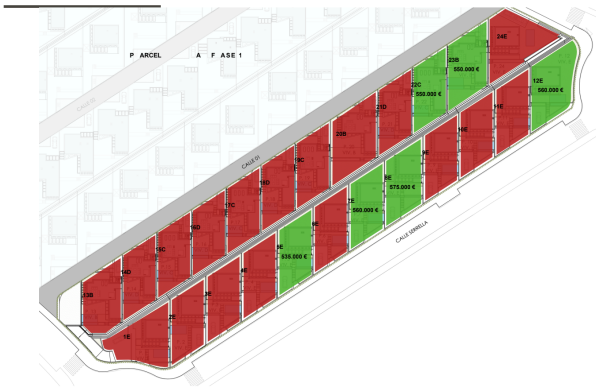 P ARCEL A F ASE 1
CALLE 01
24E
23B
550.000 €
22C
550.000 €
21D
20B
19C
18D
17C
16D
15C
14D
13B
12E
560.000 €
11E
10E
9E
8E
575.000 €
7E
560.000 €
6E
5E
535.000 €
4E
3E
2E
1E
CALLE SERRELLA